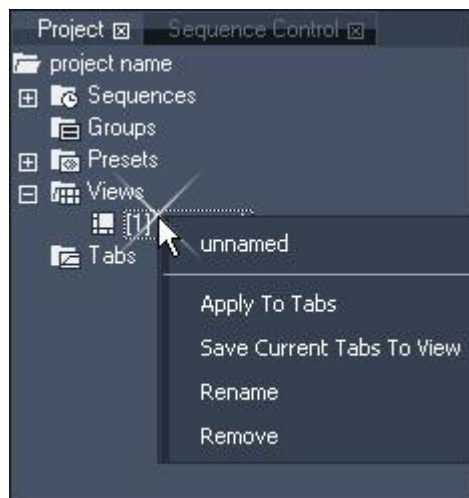 Project Sequence Control
project name
Sequences
Groups
Presets
Views
[1]
Tabs
unnamed
Apply To Tabs
Save Current Tabs To View
Rename
Remove